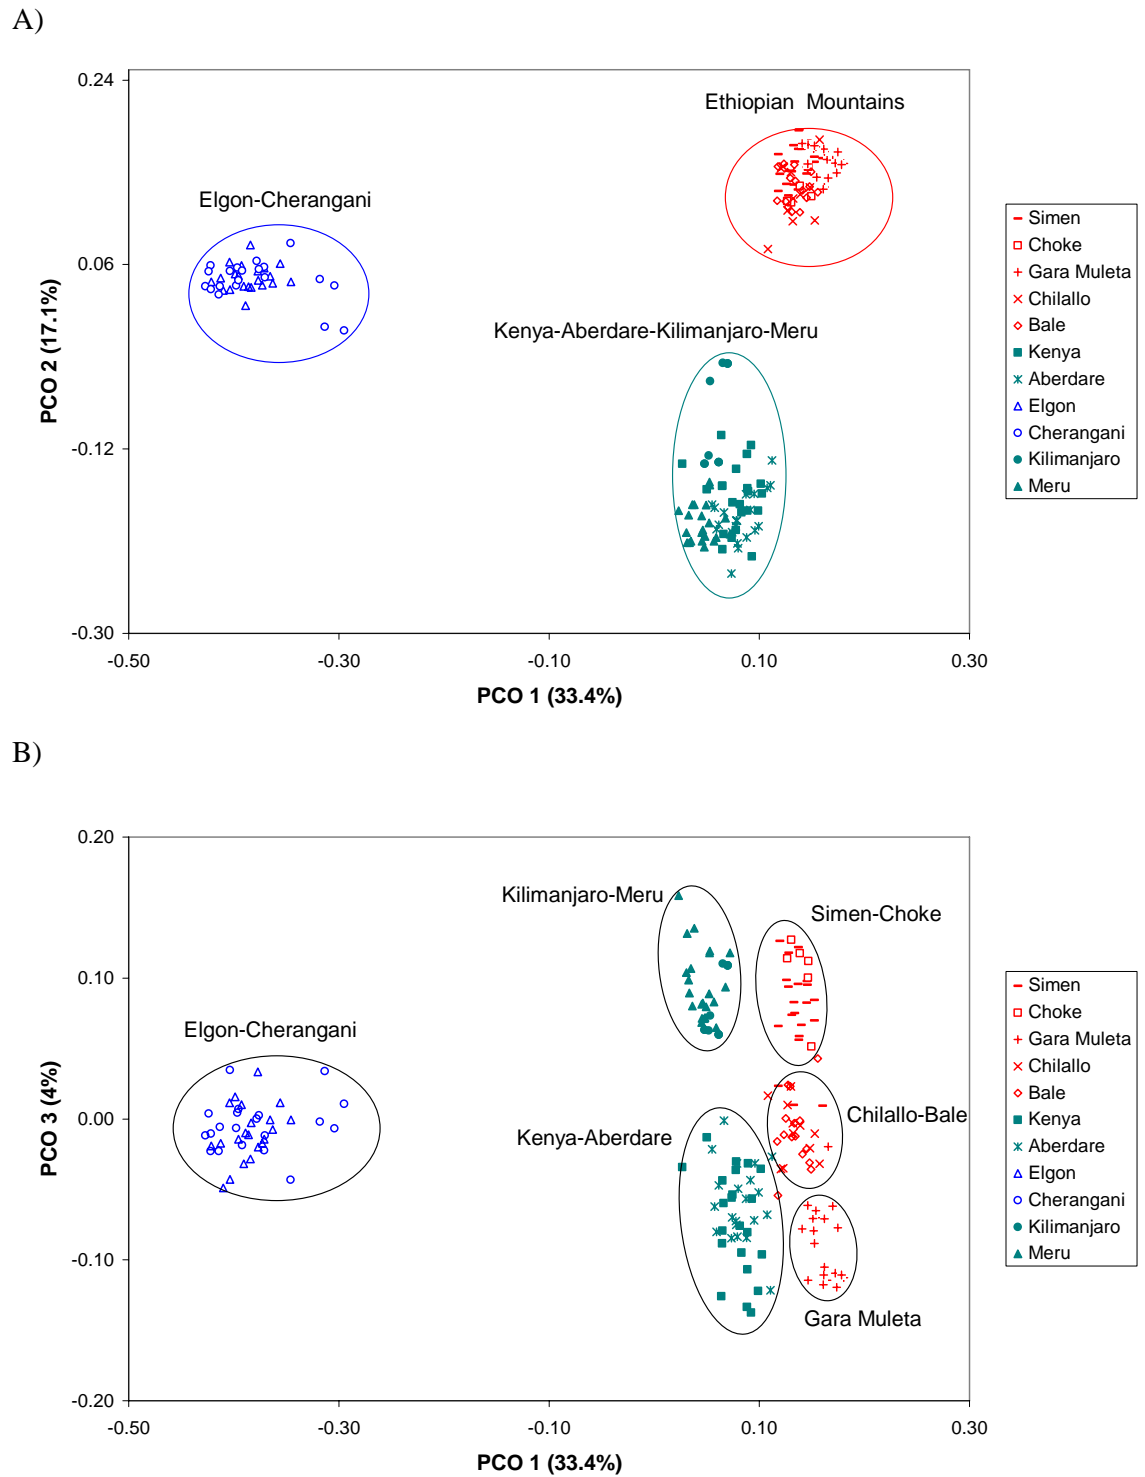 A)
0.24
0.06
-0.12
-0.30
PCO 2 (17.1%)
Ethiopian Mountains
Elgon-Cherangani
Kenya-Aberdare-Kilimanjaro-Meru
-0.50
-0.30
-0.10
0.10
0.30
PCO 1 (33.4%)
Simen
Choke
Gara Muleta
Chilallo
Bale
Kenya
Aberdare
Elgon
Cherangani
Kilimanjaro
Meru
B)
0.20
0.10
0.00
-0.10
-0.20
PCO 3 (4%)
Kilimanjaro-Meru
Simen-Choke
Elgon-Cherangani
Kenya-Aberdare
Chilallo-Bale
Gara Muleta
-0.50
-0.30
-0.10
0.10
0.30
PCO 1 (33.4%)
Simen
Choke
Gara Muleta
Chilallo
Bale
Kenya
Aberdare
Elgon
Cherangani
Kilimanjaro
Meru